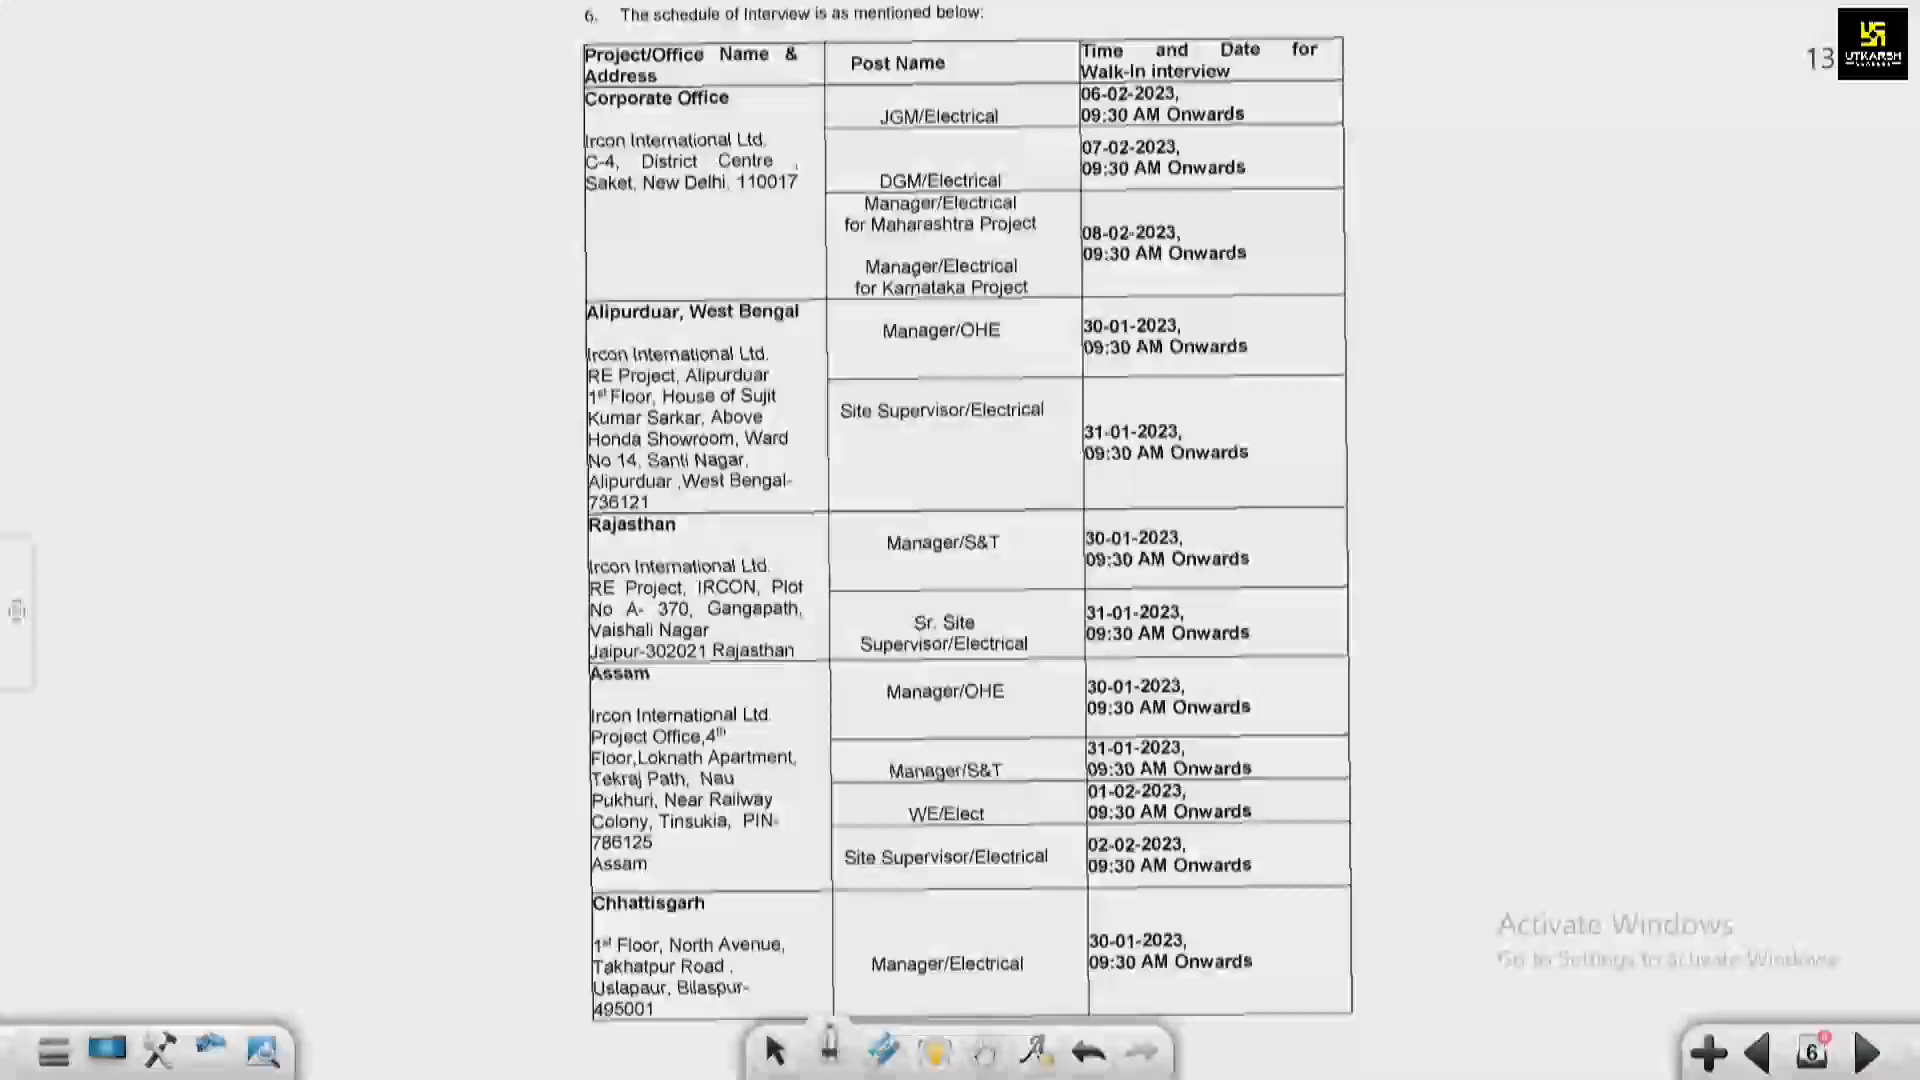 6. The schedule of Interview is as mentioned below:
Project/Office Name & Address
Post Name
Time and Date for Walk-In interview
Corporate Office
Ircon International Ltd.
C-4, District Centre ,
Saket, New Delhi, 110017
JGM/Electrical
06-02-2023,
09:30 AM Onwards
DGM/Electrical
07-02-2023,
09:30 AM Onwards
Manager/Electrical
for Maharashtra Project
Manager/Electrical
for Karnataka Project
08-02-2023,
09:30 AM Onwards
Alipurduar, West Bengal
Ircon International Ltd.
RE Project, Alipurduar
1st Floor, House of Sujit
Kumar Sarkar, Above
Honda Showroom, Ward
No 14, Santi Nagar,
Alipurduar ,West Bengal-
736121
Manager/OHE
30-01-2023,
09:30 AM Onwards
Site Supervisor/Electrical
31-01-2023,
09:30 AM Onwards
Rajasthan
Ircon International Ltd.
RE Project, IRCON, Plot
No A- 370, Gangapath,
Vaishali Nagar
Jaipur-302021 Rajasthan
Manager/S&T
30-01-2023,
09:30 AM Onwards
Sr. Site
Supervisor/Electrical
31-01-2023,
09:30 AM Onwards
Assam
Ircon International Ltd.
Project Office,4th
Floor,Loknath Apartment,
Tekraj Path, Nau
Pukhuri, Near Railway
Colony, Tinsukia, PIN-
786125
Assam
Manager/OHE
30-01-2023,
09:30 AM Onwards
Manager/S&T
31-01-2023,
09:30 AM Onwards
WE/Elect
01-02-2023,
09:30 AM Onwards
Site Supervisor/Electrical
02-02-2023,
09:30 AM Onwards
Chhattisgarh
1st Floor, North Avenue,
Takhatpur Road ,
Uslapaur, Bilaspur-
495001
Manager/Electrical
30-01-2023,
09:30 AM Onwards
13
UTKARSH
Activate Windows
Go to Settings to activate Windows.
6